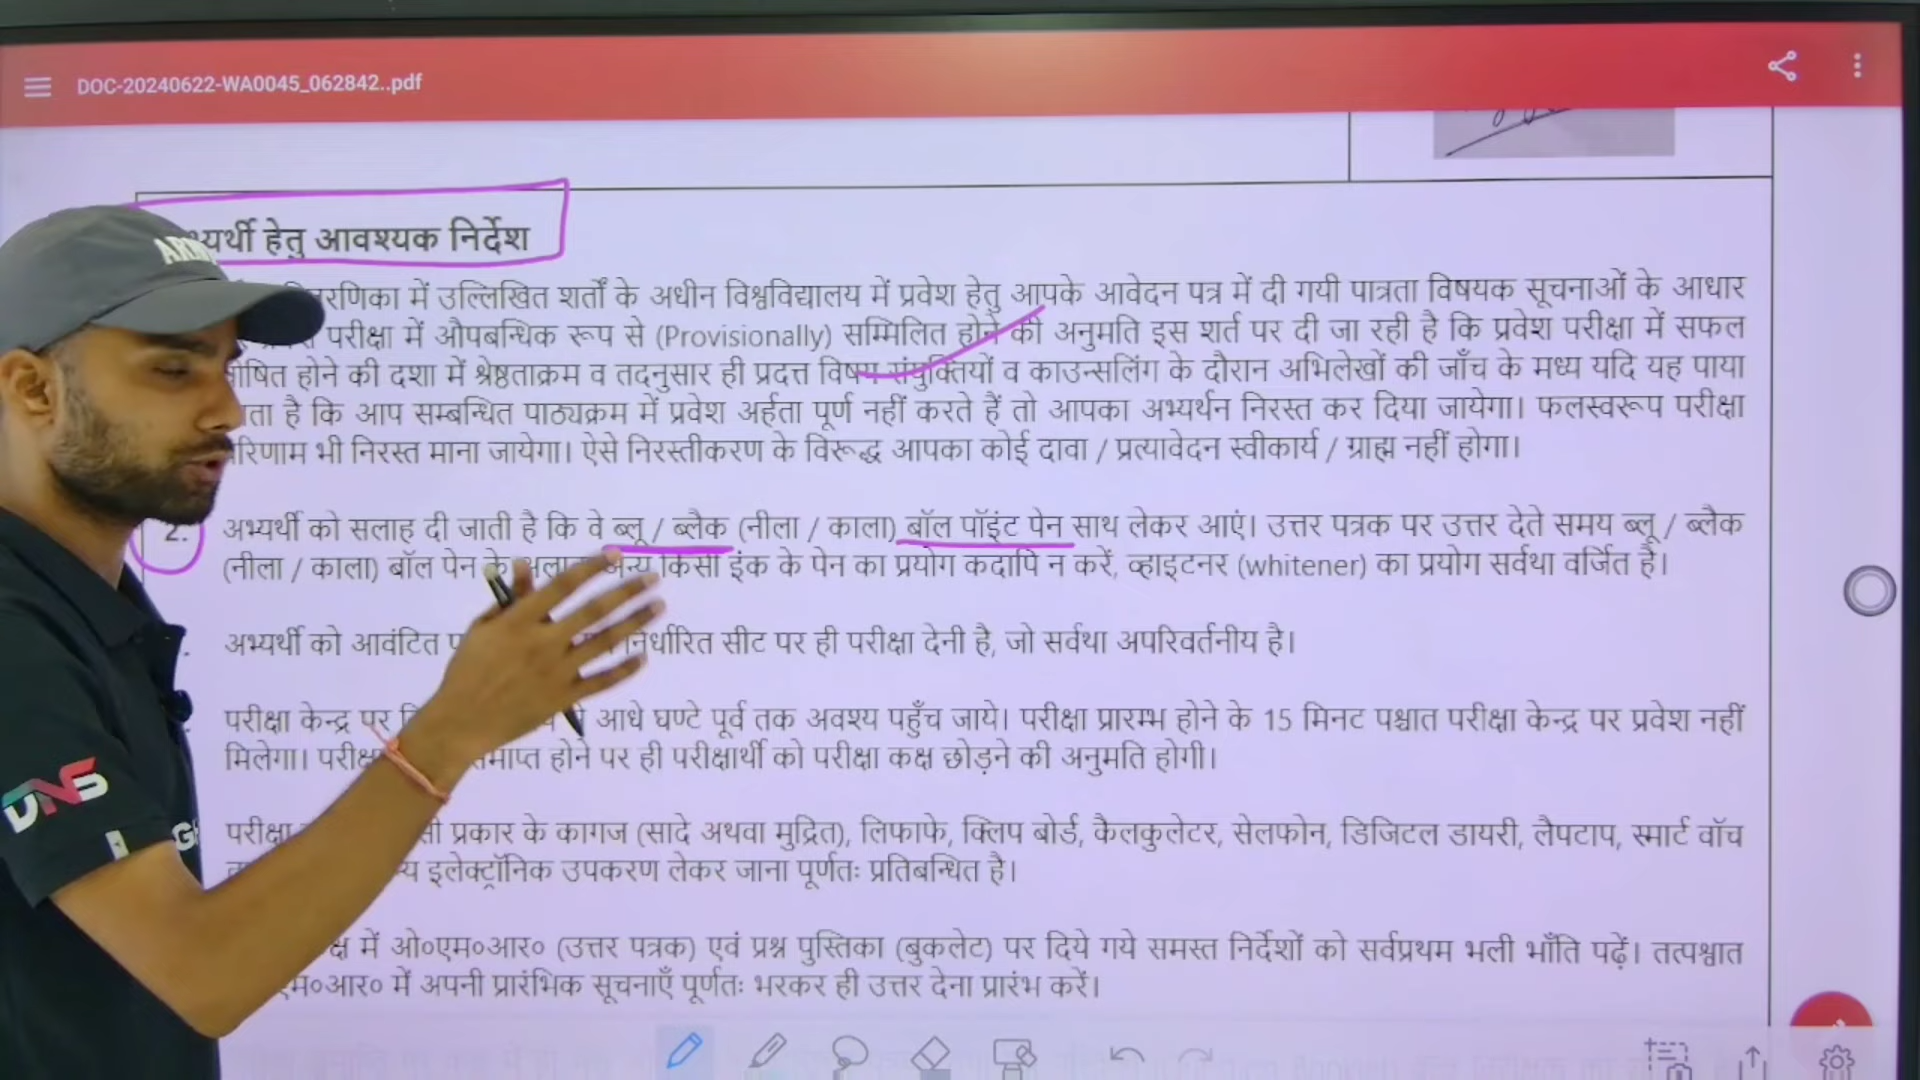 DOC-20240622-WA0045_062842..pdf
हेतु आवश्यक निर्देश
में उल्लिखित शर्तों के अधीन विश्वविद्यालय में प्रवेश हेतु आपके आवेदन पत्र में दी गयी पात्रता विषयक सूचनाओं के आधार
परीक्षा में औपबन्धिक रूप से (Provisionally) सम्मिलित होने की अनुमति इस शर्त पर दी जा रही है कि प्रवेश परीक्षा में सफल
होने की दशा में श्रेष्ठताक्रम व तदनुसार ही प्रदत्त विषय संयुक्तियों व काउन्सलिंग के दौरान अभिलेखों की जाँच के मध्य यदि यह पाया
है कि आप सम्बन्धित पाठ्यक्रम में प्रवेश अर्हता पूर्ण नहीं करते हैं तो आपका अभ्यर्थन निरस्त कर दिया जायेगा। फलस्वरूप परीक्षा
भी निरस्त माना जायेगा। ऐसे निरस्तीकरण के विरूद्ध आपका कोई दावा / प्रत्यावेदन स्वीकार्य / ग्राह्य नहीं होगा।
2. अभ्यर्थी को सलाह दी जाती है कि वे ब्लू / ब्लैक (नीला / काला) बॉल पॉइंट पेन साथ लेकर आएं। उत्तर पत्रक पर उत्तर देते समय ब्लू / ब्लैक
(नीला / काला) बॉल पेन के अन्य किसी इंक के पेन का प्रयोग कदापि न करें, व्हाइटनर (whitener) का प्रयोग सर्वथा वर्जित है।
अभ्यर्थी को आवंटित निर्धारित सीट पर ही परीक्षा देनी है, जो सर्वथा अपरिवर्तनीय है।
परीक्षा केन्द्र पर आधे घण्टे पूर्व तक अवश्य पहुँच जाये। परीक्षा प्रारम्भ होने के 15 मिनट पश्चात परीक्षा केन्द्र पर प्रवेश नहीं
मिलेगा। समाप्त होने पर ही परीक्षार्थी को परीक्षा कक्ष छोड़ने की अनुमति होगी।
परीक्षा प्रकार के कागज (सादे अथवा मुद्रित), लिफाफे, क्लिप बोर्ड, कैलकुलेटर, सेलफोन, डिजिटल डायरी, लैपटाप, स्मार्ट वॉच
इलेक्ट्रॉनिक उपकरण लेकर जाना पूर्णतः प्रतिबन्धित है।
में ओ०एम०आर० (उत्तर पत्रक) एवं प्रश्न पुस्तिका (बुकलेट) पर दिये गये समस्त निर्देशों को सर्वप्रथम भली भाँति पढ़ें। तत्पश्चात
में अपनी प्रारंभिक सूचनाएँ पूर्णतः भरकर ही उत्तर देना प्रारंभ करें।